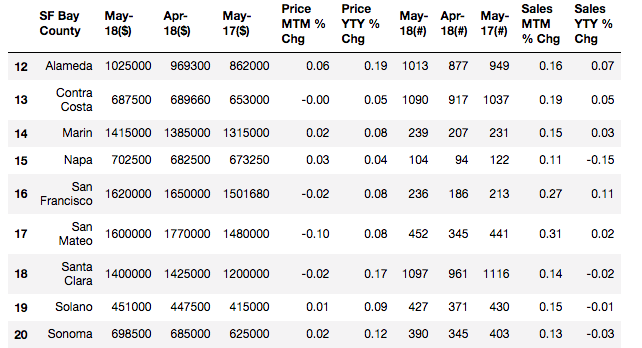 SF Bay County May-18($) Apr-18($) May-17($) Price MTM % Chg Price YTY % Chg May-18(#) Apr-18(#) May-17(#) Sales MTM % Chg Sales YTY % Chg
12 Alameda 1025000 969300 862000 0.06 0.19 1013 877 949 0.16 0.07
13 Contra Costa 687500 689660 653000 -0.00 0.05 1090 917 1037 0.19 0.05
14 Marin 1415000 1385000 1315000 0.02 0.08 239 207 231 0.15 0.03
15 Napa 702500 682500 673250 0.03 0.04 104 94 122 0.11 -0.15
16 San Francisco 1620000 1650000 1501680 -0.02 0.08 236 186 213 0.27 0.11
17 San Mateo 1600000 1770000 1480000 -0.10 0.08 452 345 441 0.31 0.02
18 Santa Clara 1400000 1425000 1200000 -0.02 0.17 1097 961 1116 0.14 -0.02
19 Solano 451000 447500 415000 0.01 0.09 427 371 430 0.15 -0.01
20 Sonoma 698500 685000 625000 0.02 0.12 390 345 403 0.13 -0.03